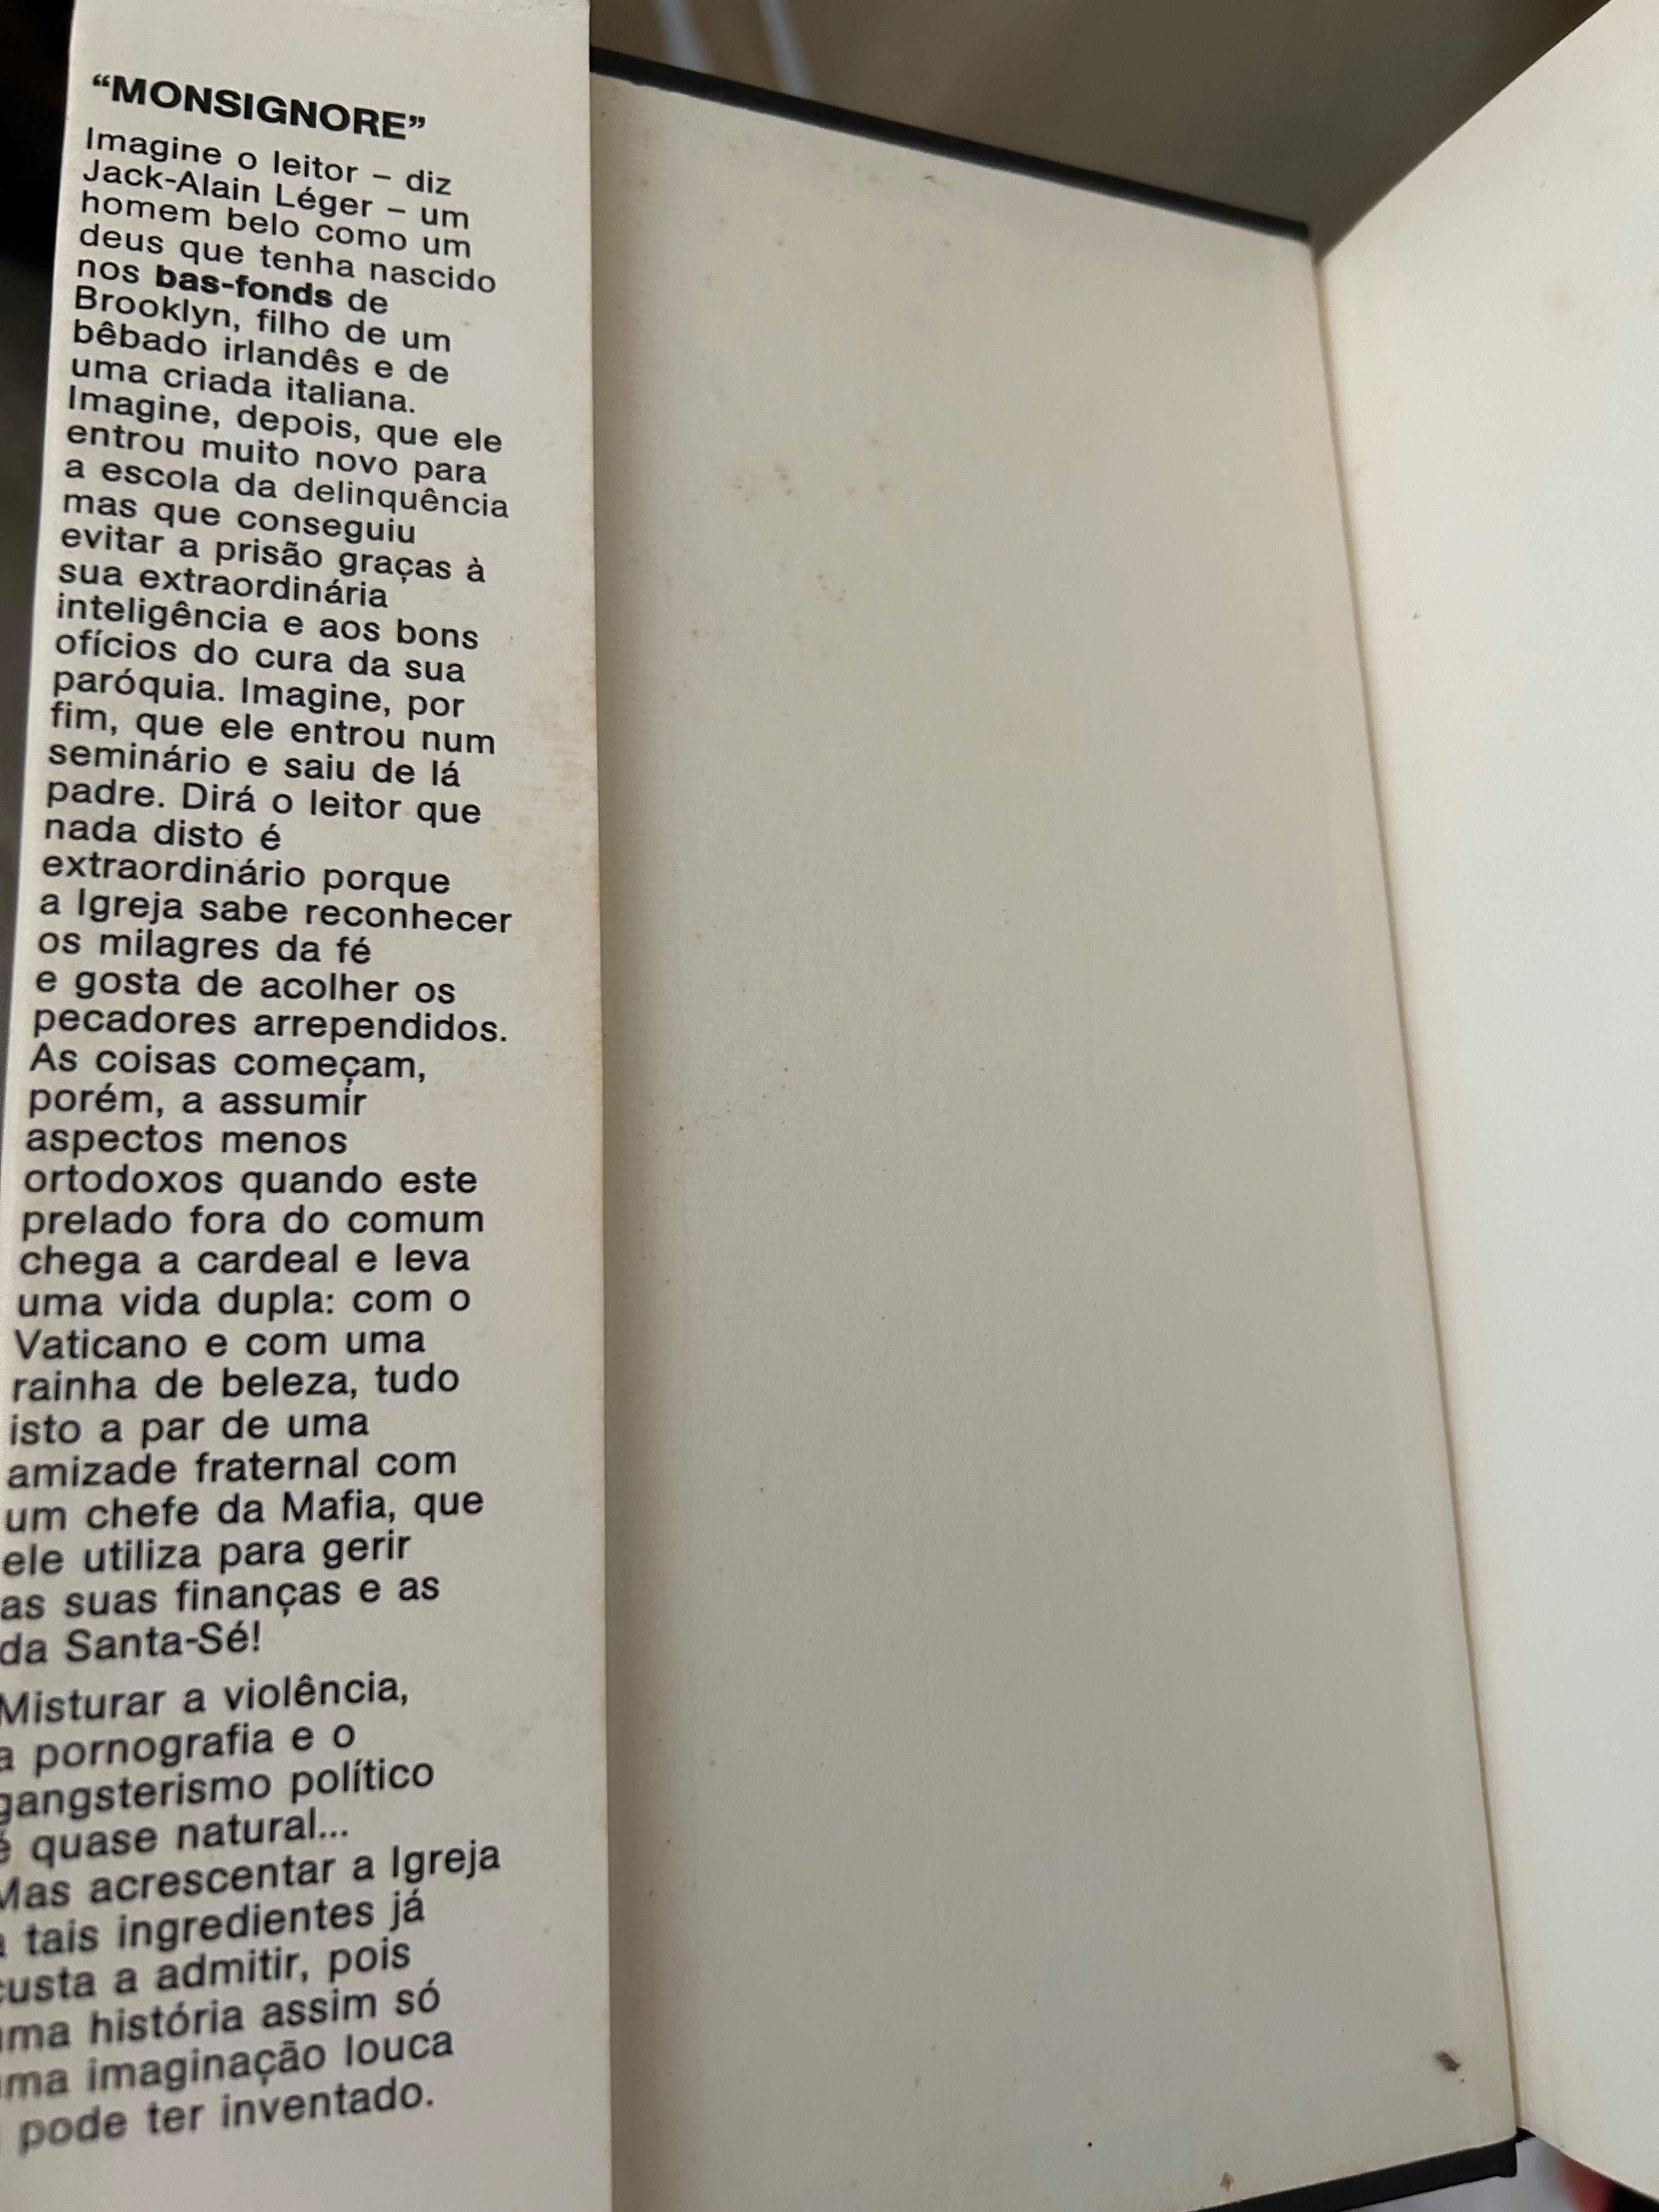 “MONSIGNORE”
Imagine o leitor – diz
Jack-Alain Léger – um
homem belo como um
deus que tenha nascido
nos bas-fonds de
Brooklyn, filho de um
bêbado irlandês e de
uma criada italiana.
Imagine, depois, que ele
entrou muito novo para
a escola da delinquência
mas que conseguiu
evitar a prisão graças à
sua extraordinária
inteligência e aos bons
ofícios do cura da sua
paróquia. Imagine, por
fim, que ele entrou num
seminário e saiu de lá
padre. Dirá o leitor que
nada disto é
extraordinário porque
a Igreja sabe reconhecer
os milagres da fé
e gosta de acolher os
pecadores arrependidos.
As coisas começam,
porém, a assumir
aspectos menos
ortodoxos quando este
prelado fora do comum
chega a cardeal e leva
uma vida dupla: com o
Vaticano e com uma
rainha de beleza, tudo
isto a par de uma
amizade fraternal com
um chefe da Mafia, que
ele utiliza para gerir
as suas finanças e as
da Santa-Sé!
Misturar a violência,
a pornografia e o
gangsterismo político
é quase natural...
Mas acrescentar a Igreja
a tais ingredientes já
custa a admitir, pois
uma história assim só
uma imaginação louca
pode ter inventado.